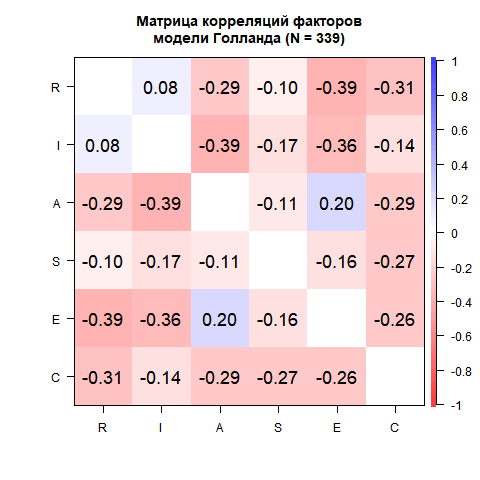 Матрица корреляций факторов
модели Голланда (N = 339)
R 0.08 -0.29 -0.10 -0.39 -0.31
I 0.08 -0.39 -0.17 -0.36 -0.14
A -0.29 -0.39 -0.11 0.20 -0.29
S -0.10 -0.17 -0.11 -0.16 -0.27
E -0.39 -0.36 0.20 -0.16 -0.26
C -0.31 -0.14 -0.29 -0.27 -0.26
R I A S E C
1
0.8
0.6
0.4
0.2
0
-0.2
-0.4
-0.6
-0.8
-1